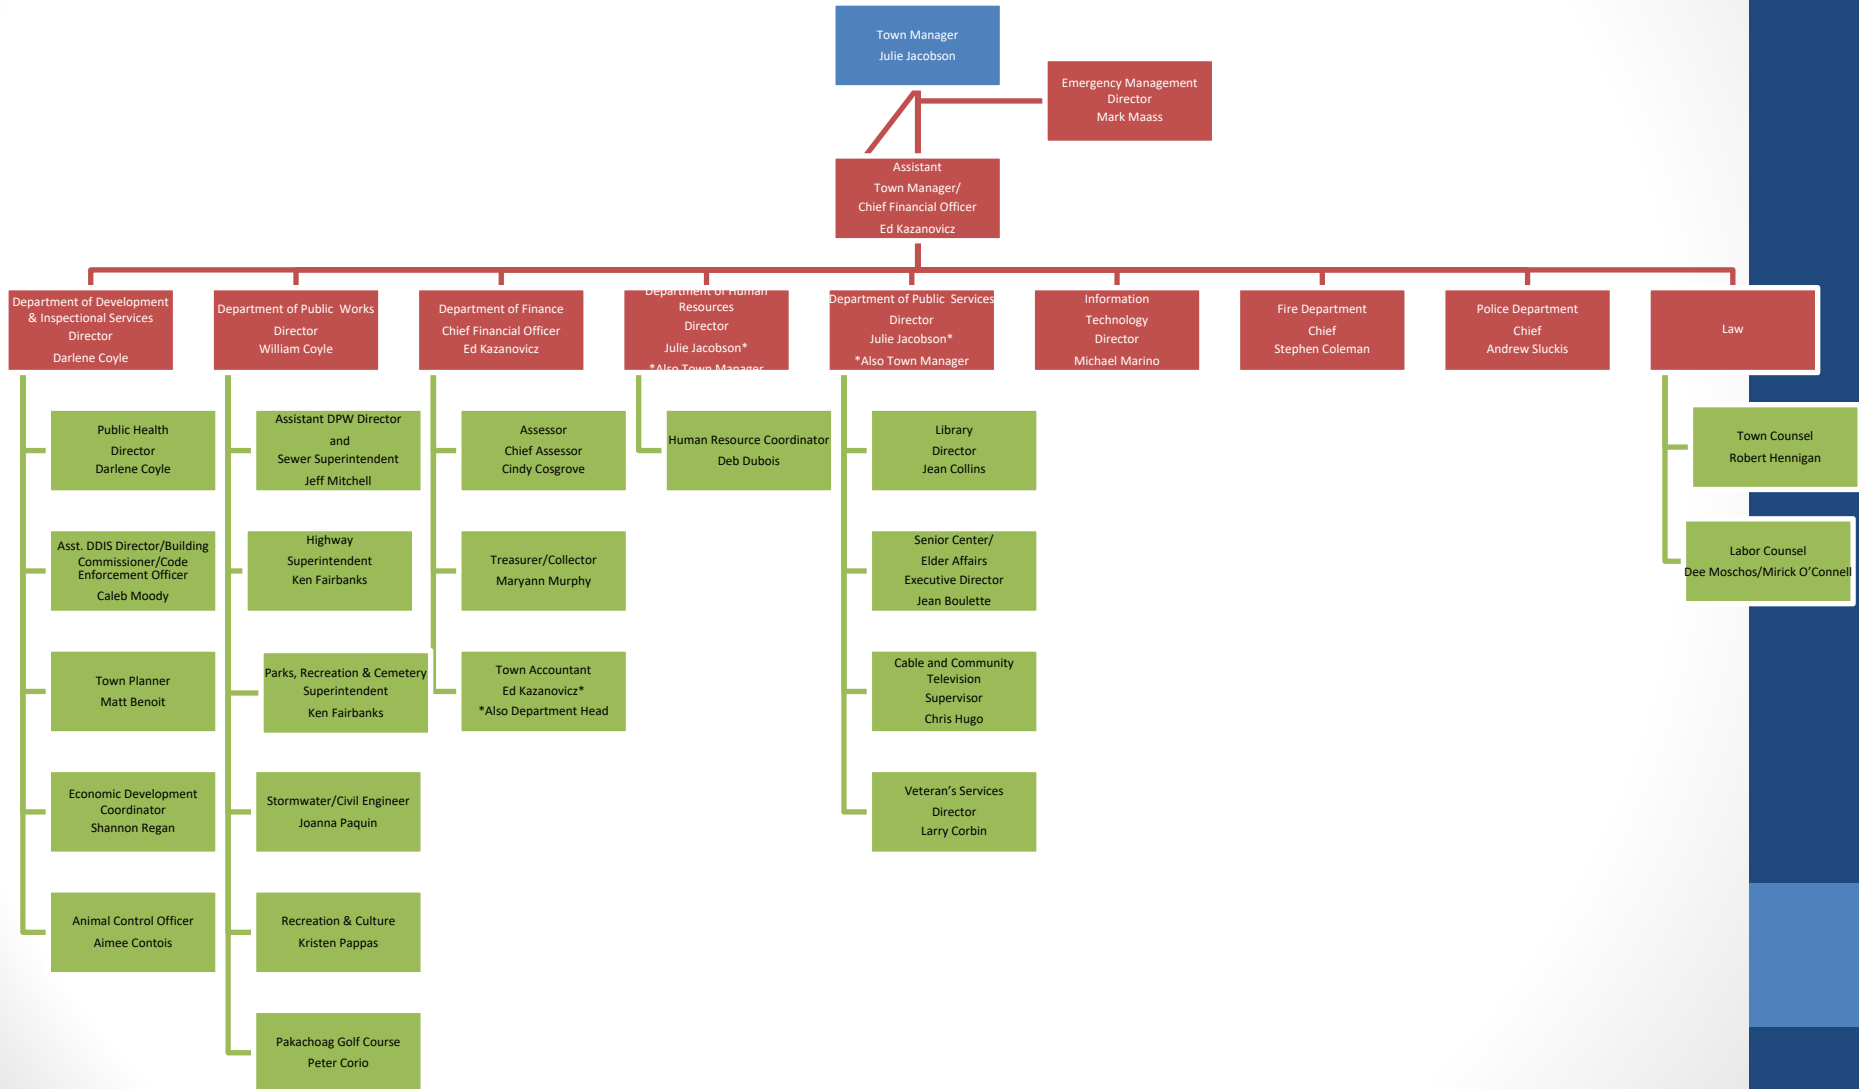 Town Manager
Julie Jacobson
Emergency Management
Director
Mark Maass
Assistant
Town Manager/
Chief Financial Officer
Ed Kazanovicz
Department of Development
& Inspectional Services
Director
Darlene Coyle
Department of Public Works
Director
William Coyle
Department of Finance
Chief Financial Officer
Ed Kazanovicz
Department of Human
Resources
Director
Julie Jacobson*
*Also Town Manager
Department of Public Services
Director
Julie Jacobson*
*Also Town Manager
Information
Technology
Director
Michael Marino
Fire Department
Chief
Stephen Coleman
Police Department
Chief
Andrew Sluckis
Law
Public Health
Director
Darlene Coyle
Asst. DDIS Director/Building
Commissioner/Code
Enforcement Officer
Caleb Moody
Town Planner
Matt Benoit
Economic Development
Coordinator
Shannon Regan
Animal Control Officer
Aimee Contois
Assistant DPW Director
and
Sewer Superintendent
Jeff Mitchell
Highway
Superintendent
Ken Fairbanks
Parks, Recreation & Cemetery
Superintendent
Ken Fairbanks
Stormwater/Civil Engineer
Joanna Paquin
Recreation & Culture
Kristen Pappas
Pakachoag Golf Course
Peter Corio
Assessor
Chief Assessor
Cindy Cosgrove
Treasurer/Collector
Maryann Murphy
Town Accountant
Ed Kazanovicz*
*Also Department Head
Human Resource Coordinator
Deb Dubois
Library
Director
Jean Collins
Senior Center/
Elder Affairs
Executive Director
Jean Boulette
Cable and Community
Television
Supervisor
Chris Hugo
Veteran’s Services
Director
Larry Corbin
Town Counsel
Robert Hennigan
Labor Counsel
Dee Moschos/Mirick O’Connell